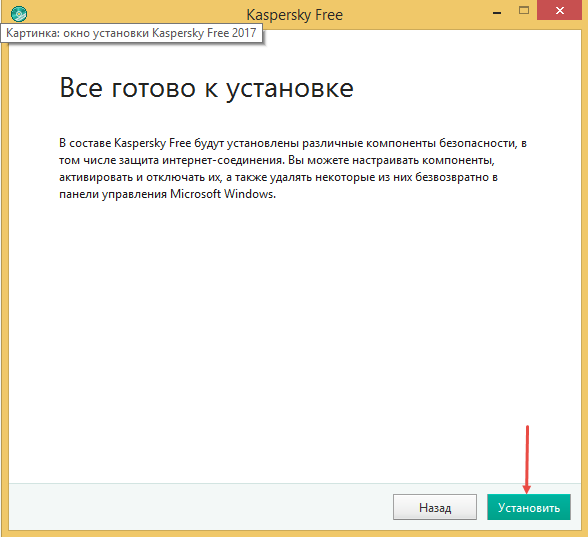 Kaspersky Free
Картинка: окно установки Kaspersky Free 2017
Все готово к установке
В составе Kaspersky Free будут установлены различные компоненты безопасности, в
том числе защита интернет-соединения. Вы можете настраивать компоненты,
активировать и отключать их, а также удалять некоторые из них безвозвратно в
панели управления Microsoft Windows.
Назад
Установить